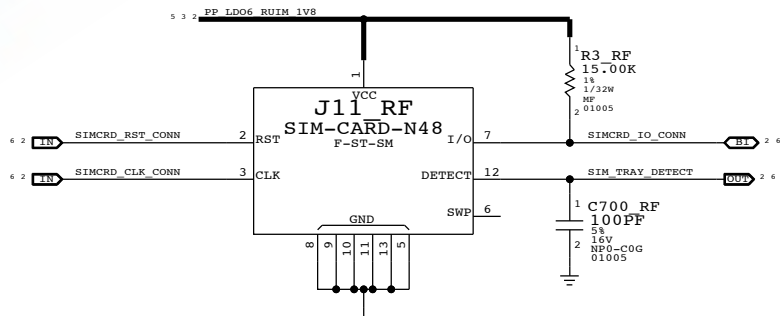 5 3 2 PP_LDO6_RUIM_1V8
1 R3_RF
15.00K
1%
1/32W
MF
2 01005
1
VCC
J11_RF
SIM-CARD-N48
F-ST-SM
6 2 IN SIMCRD_RST_CONN 2 RST
I/O 7 SIMCRD_IO_CONN BI 2 6
6 2 IN SIMCRD_CLK_CONN 3 CLK
DETECT 12 SIM_TRAY_DETECT OUT 2 6
SWP 6
GND
8 9 10 11 13 5
1 C700_RF
100PF
5%
16V
2 NP0-C0G
01005